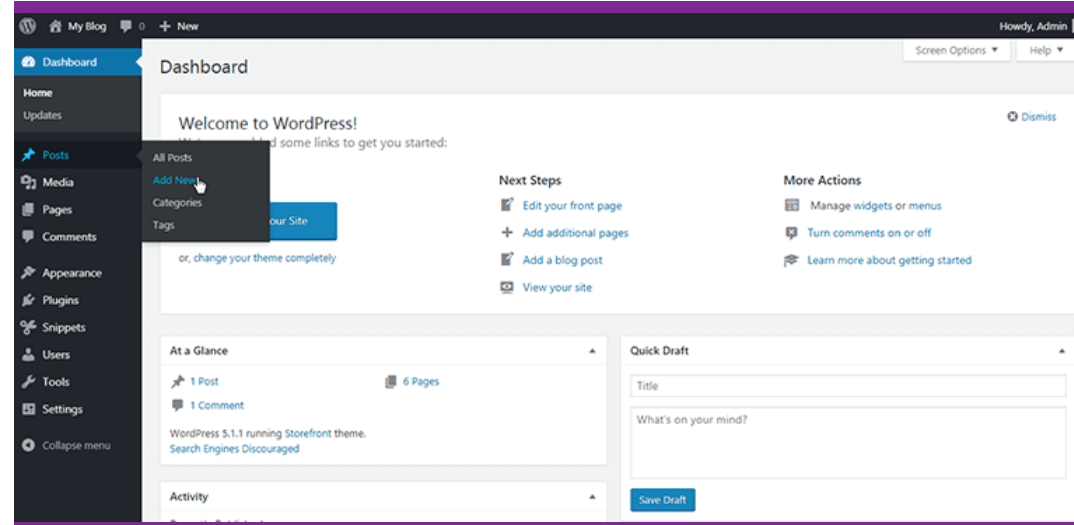 My Blog 0 + New Howdy, Admin
Screen Options ▼ Help ▼
Dashboard
Home
Updates
Posts
Media
Pages
Comments
Appearance
Plugins
Snippets
Users
Tools
Settings
Collapse menu
All Posts
Add New
Categories
Tags
Dashboard
Welcome to WordPress!
some links to get you started:
Dismiss
our Site
or, change your theme completely
Next Steps
Edit your front page
Add additional pages
Add a blog post
View your site
More Actions
Manage widgets or menus
Turn comments on or off
Learn more about getting started
At a Glance
1 Post
6 Pages
1 Comment
WordPress 5.1.1 running Storefront theme.
Search Engines Discouraged
Activity
Quick Draft
Title
What's on your mind?
Save Draft